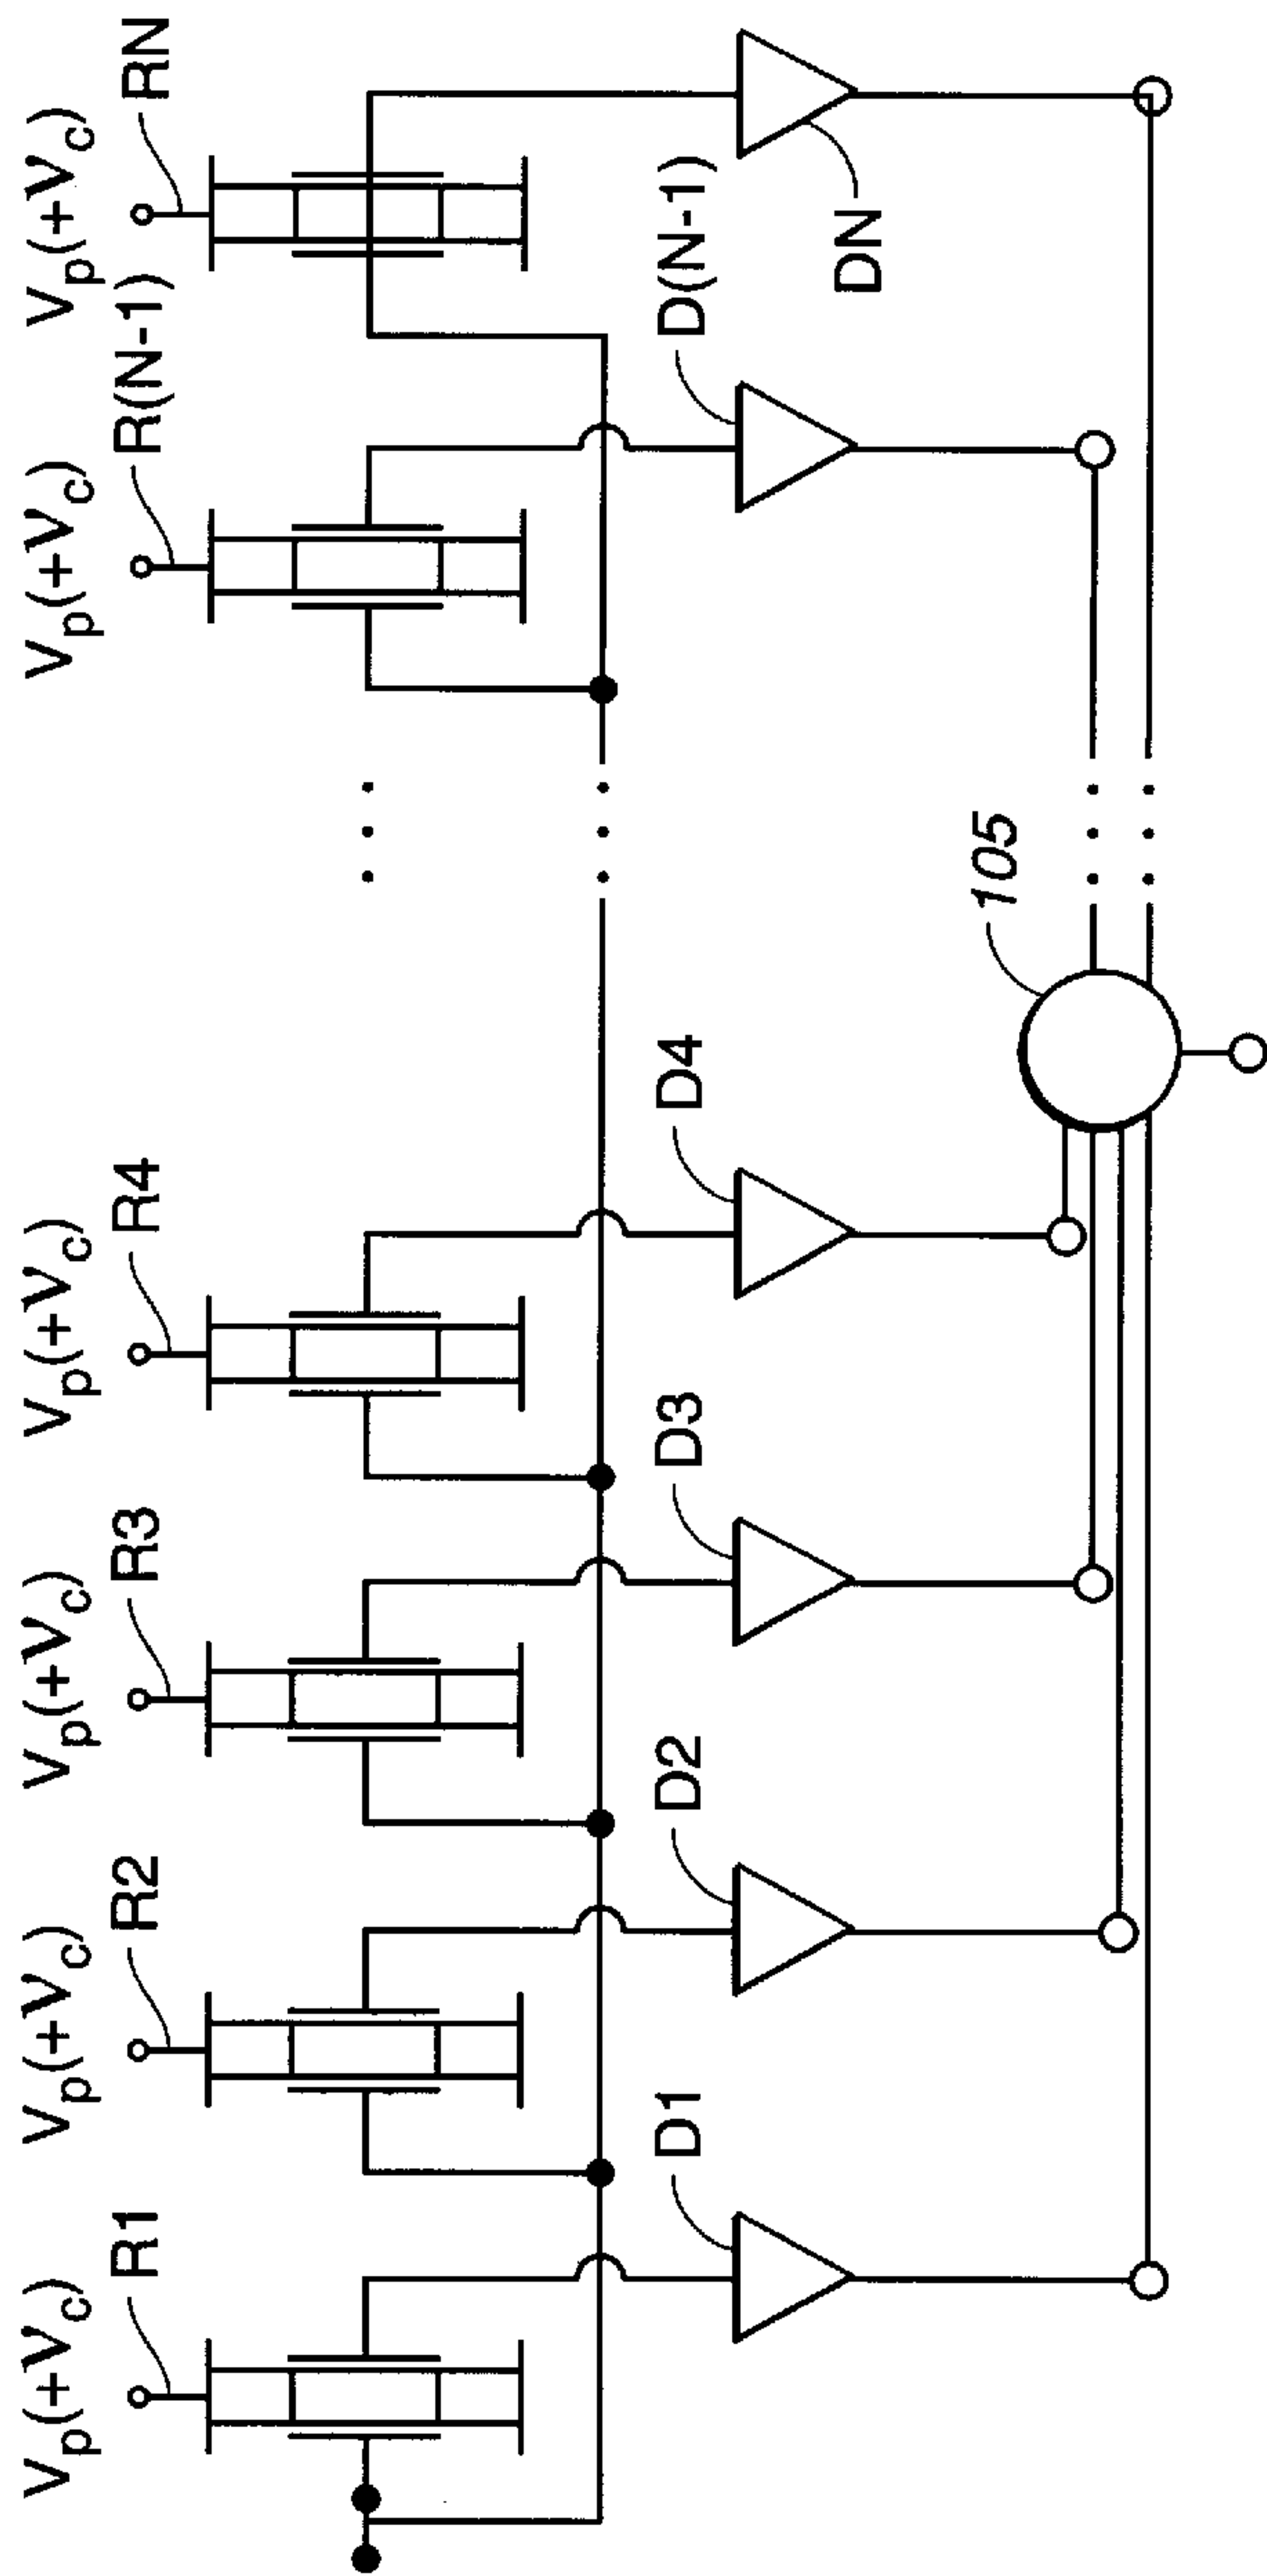 Vp(+Vc)
R1
Vp(+Vc)
R2
Vp(+Vc)
R3
Vp(+Vc)
R4
Vp(+Vc)
R(N-1)
Vp(+Vc)
RN
D1
D2
D3
D4
D(N-1)
DN
105